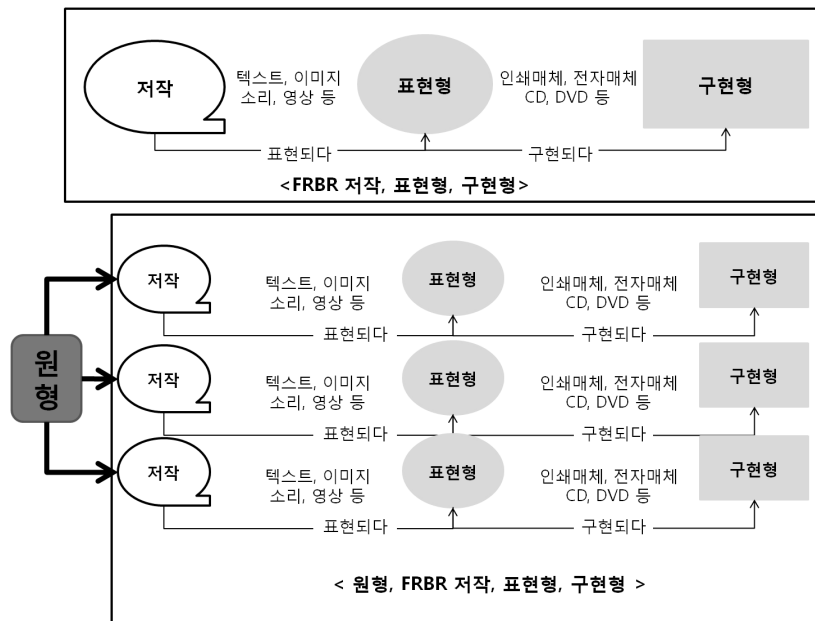 저작
텍스트, 이미지
소리, 영상 등
표현형
인쇄매체, 전자매체
CD, DVD 등
구현형
표현되다
구현되다
<FRBR 저작, 표현형, 구현형>
원형
저작
텍스트, 이미지
소리, 영상 등
표현형
인쇄매체, 전자매체
CD, DVD 등
구현형
표현되다
구현되다
저작
텍스트, 이미지
소리, 영상 등
표현형
인쇄매체, 전자매체
CD, DVD 등
구현형
표현되다
구현되다
저작
텍스트, 이미지
소리, 영상 등
표현형
인쇄매체, 전자매체
CD, DVD 등
구현형
표현되다
구현되다
< 원형, FRBR 저작, 표현형, 구현형 >